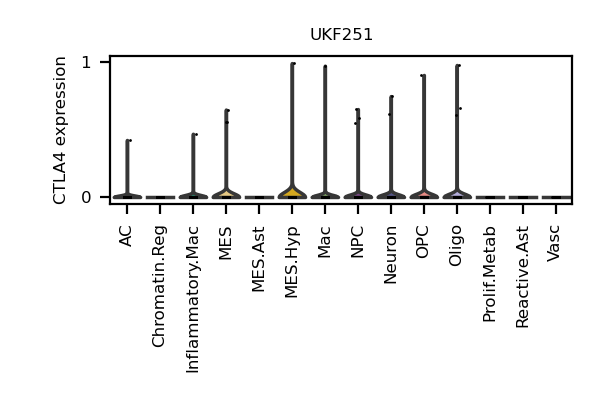 UKF251
CTLA4 expression
1
0
AC
Chromatin.Reg
Inflammatory.Mac
MES
MES.Ast
MES.Hyp
Mac
NPC
Neuron
OPC
Oligo
Prolif.Metab
Reactive.Ast
Vasc